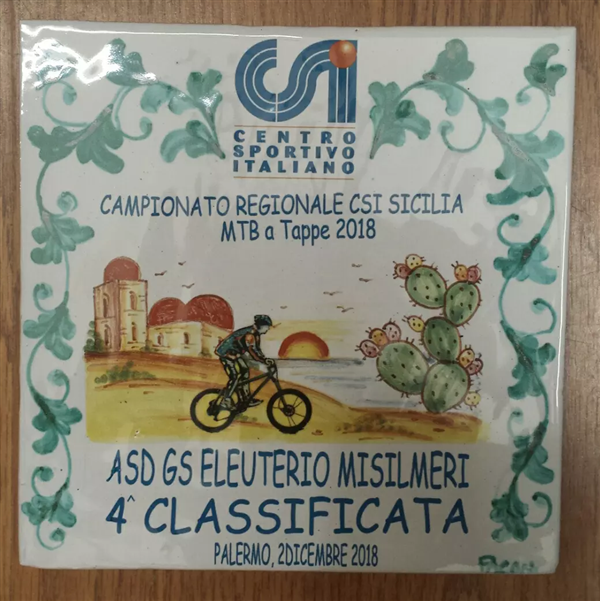 CSI
CENTRO
SPORTIVO
ITALIANO
CAMPIONATO REGIONALE CSI SICILIA
MTB a Tappe 2018
ASD GS ELEUTERIO MISILMERI
4^ CLASSIFICATA
PALERMO, 2DICEMBRE 2018